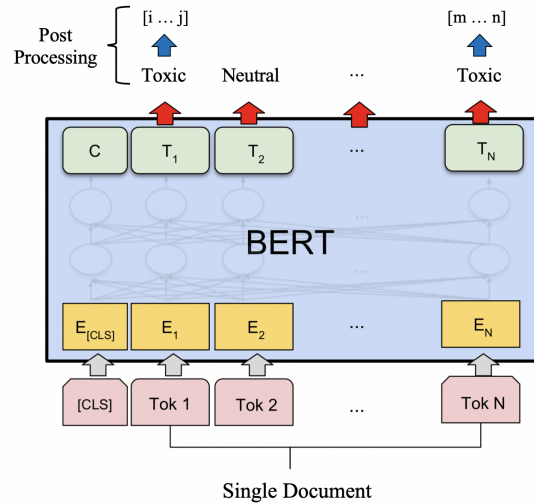 [i … j]
[m … n]
Post
Processing
Toxic
Neutral
...
Toxic
C
T1
T2
...
TN
...
BERT
...
E[CLS]
E1
E2
...
EN
[CLS]
Tok 1
Tok 2
...
Tok N
Single Document